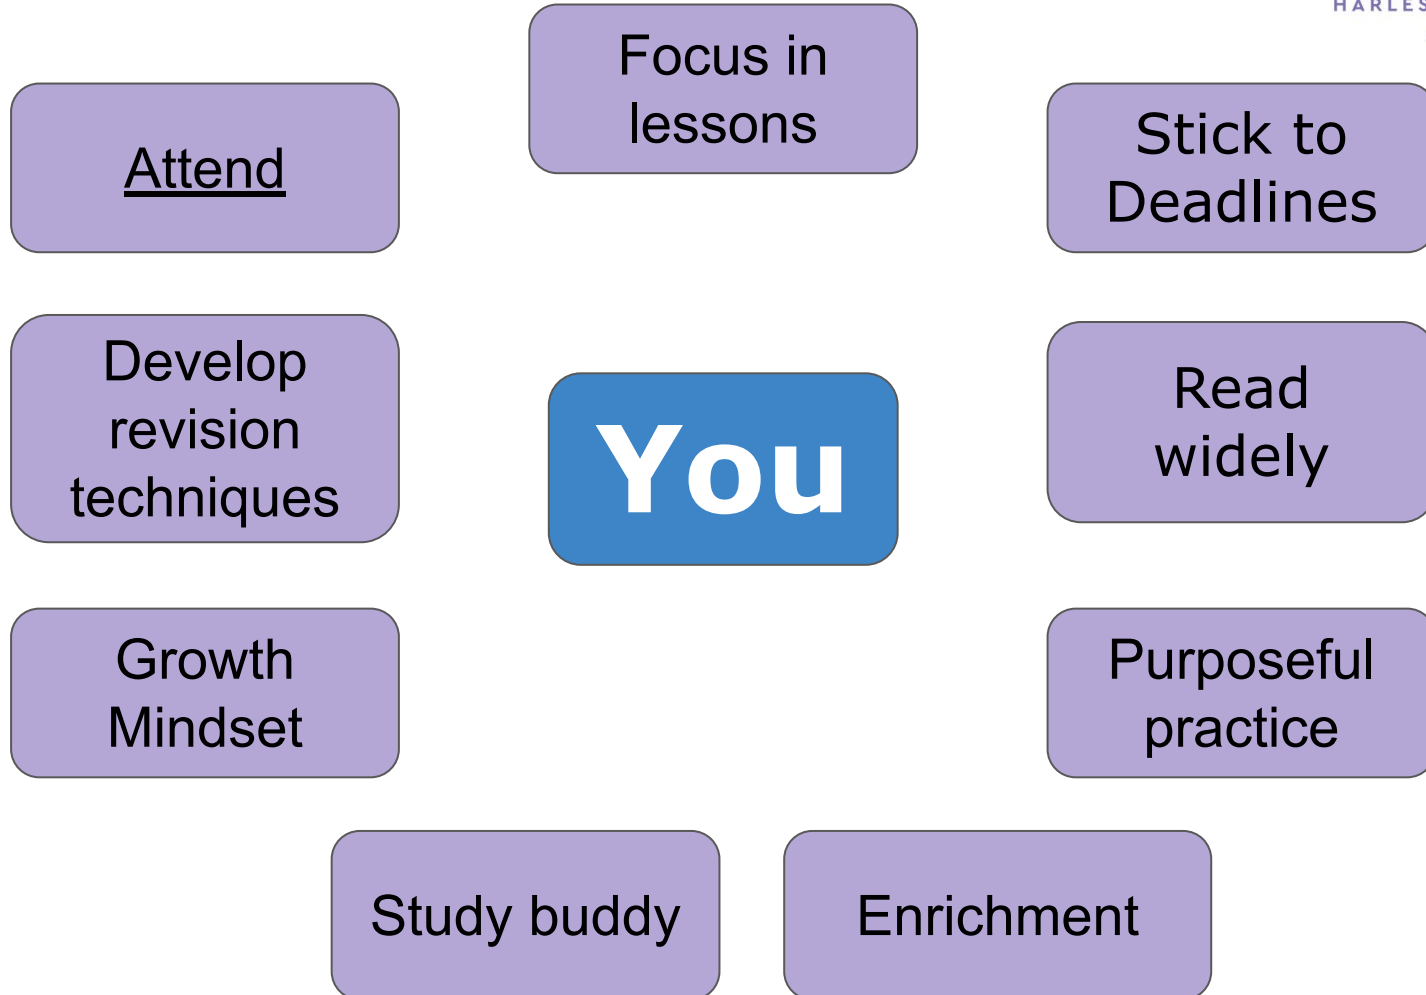 HARLES
Focus in
lessons
Attend
Stick to
Deadlines
Develop
revision
techniques
You
Read
widely
Growth
Mindset
Purposeful
practice
Study buddy
Enrichment